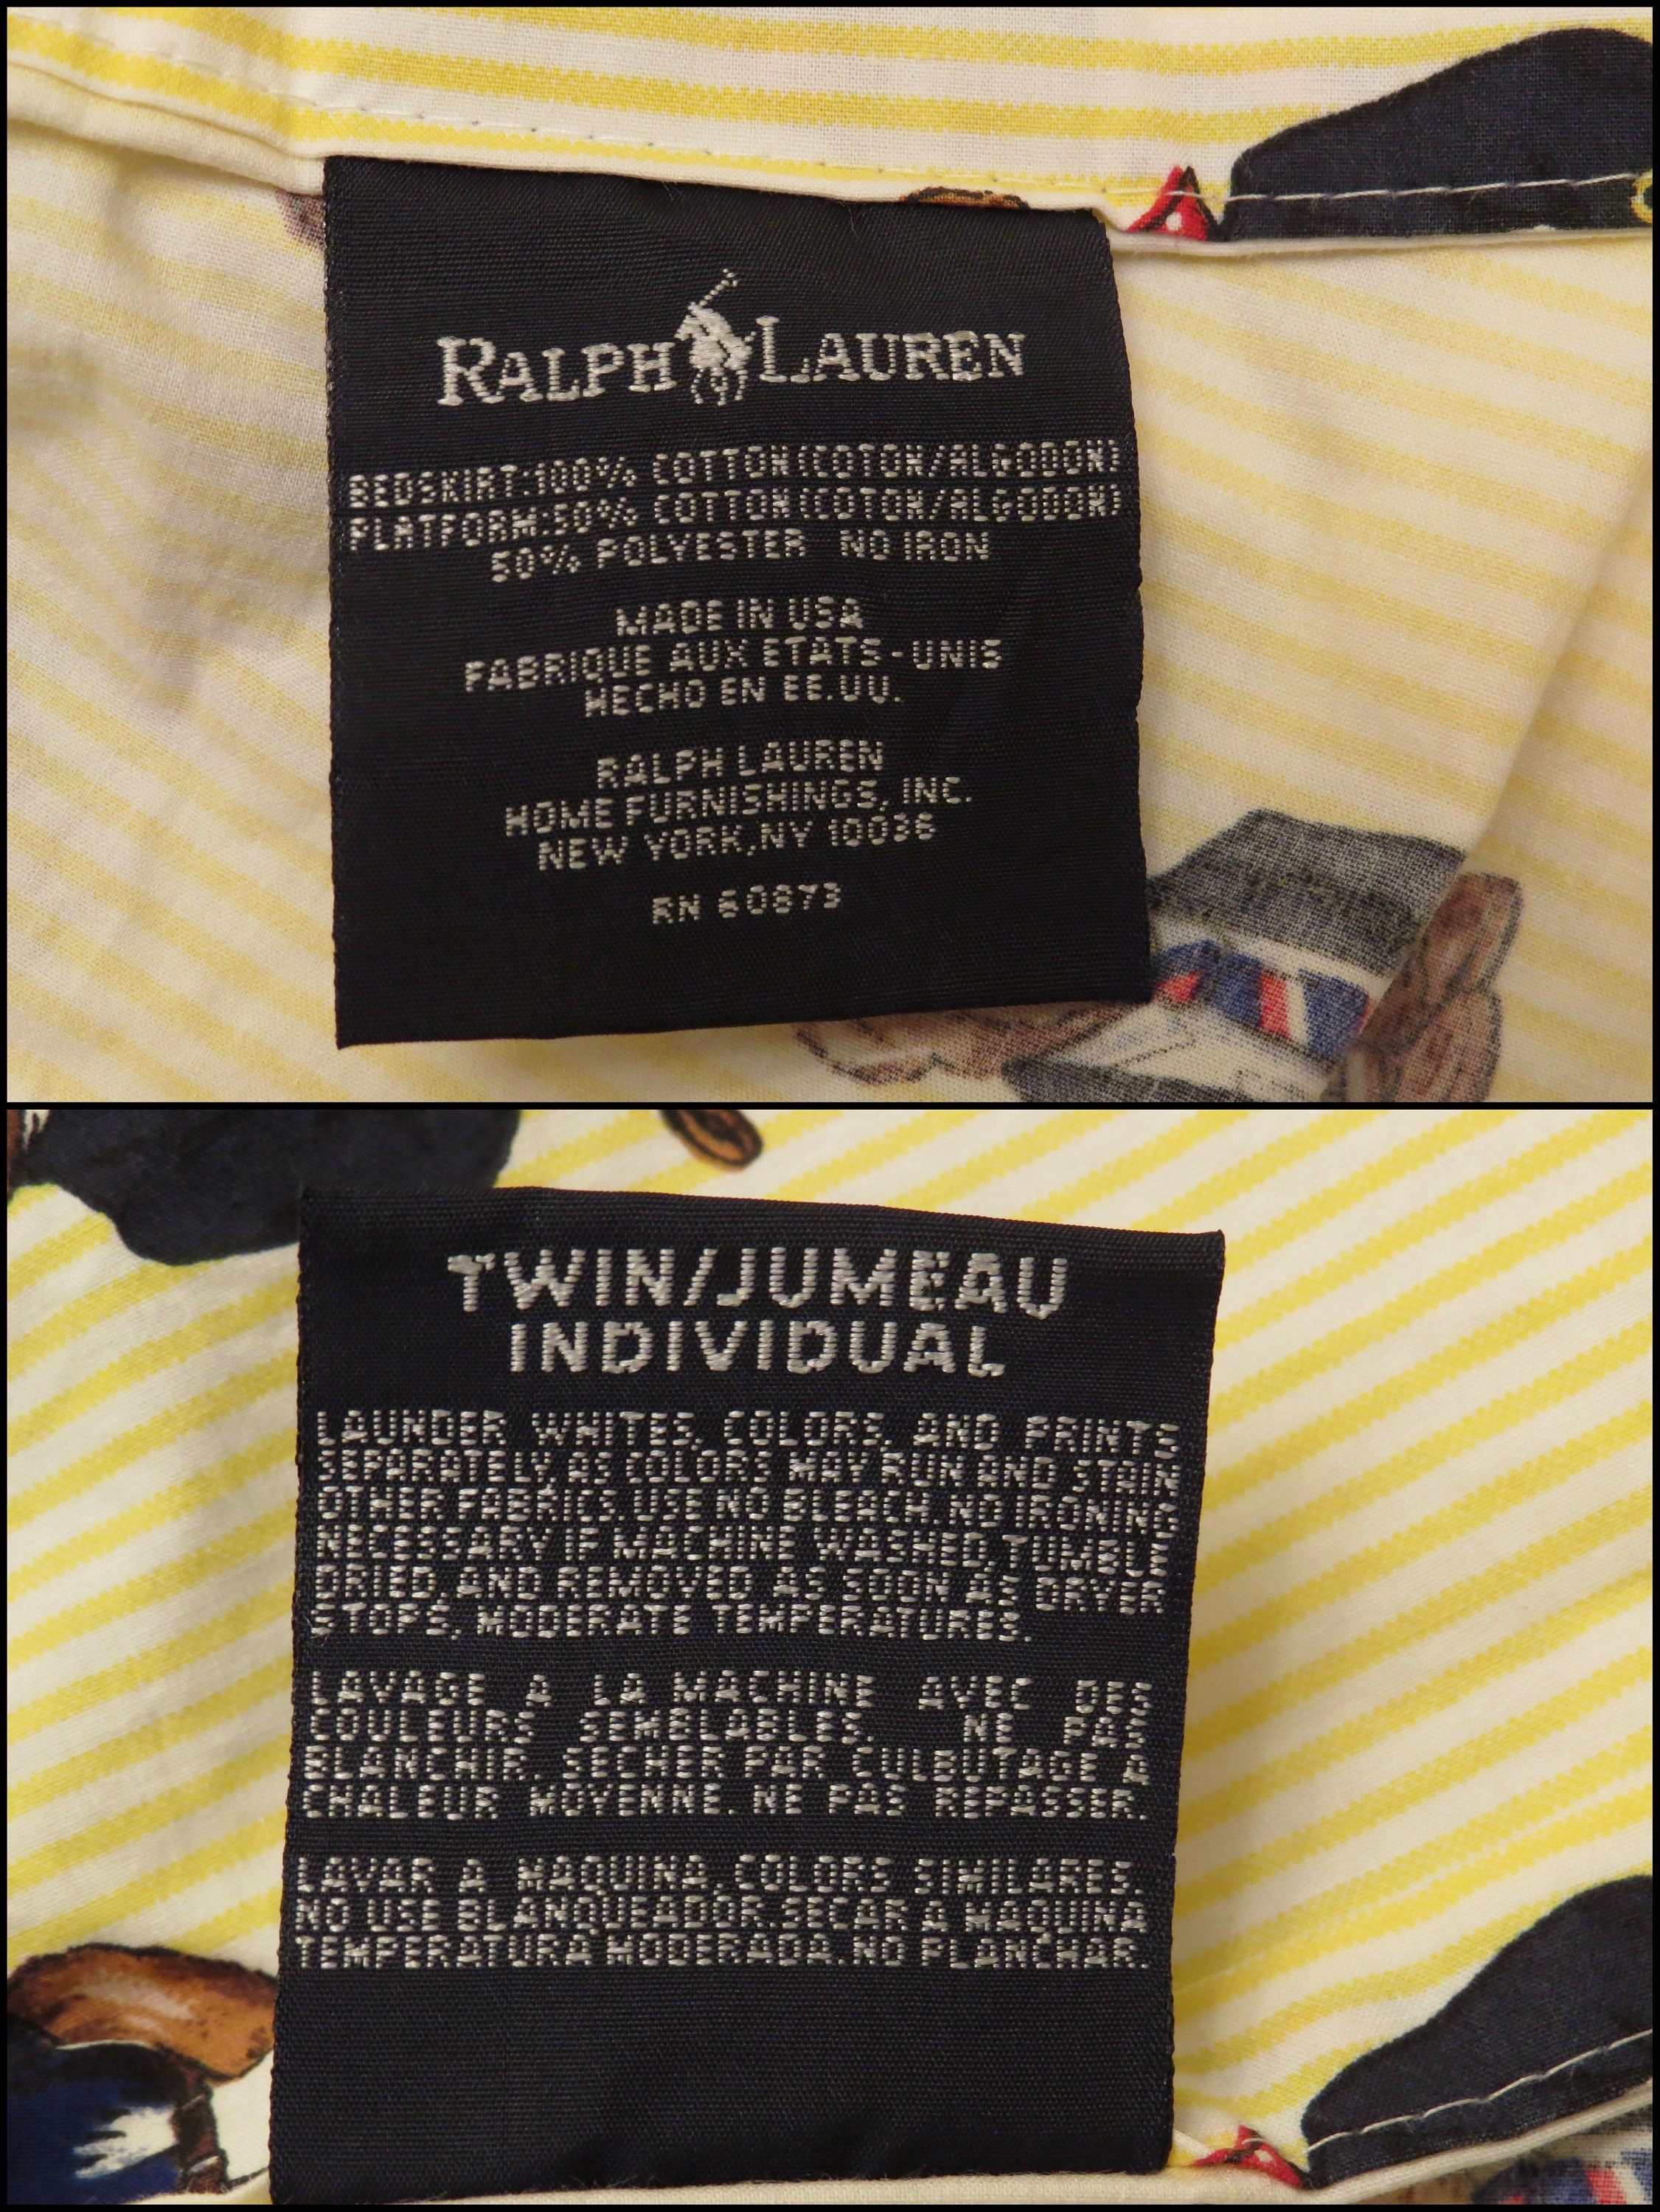 RALPH LAUREN
BEDSKIRT:100% COTTON(COTON/ALGODON)
PLATFORM:50% COTTON(COTON/ALGODON)
50% POLYESTER NO IRON
MADE IN USA
FABRIQUE AUX ETATS-UNIS
HECHO EN EE.UU.
RALPH LAUREN
HOME FURNISHINGS, INC.
NEW YORK,NY 10036
RN 60873
TWIN/JUMEAU
INDIVIDUAL
LAUNDER WHITES, COLORS, AND PRINTS
SEPARATELY AS COLORS MAY RUN AND STAIN
OTHER FABRICS. USE NO BLEACH. NO IRONING
NECESSARY IF MACHINE WASHED, TUMBLE
DRIED, AND REMOVED AS SOON AS DRYER
STOPS. MODERATE TEMPERATURES.
LAVAGE A LA MACHINE AVEC DES
COULEURS SEMBLABLES. NE PAS
BLANCHIR. SECHER PAR CULBUTAGE A
CHALEUR MOYENNE. NE PAS REPASSER.
LAVAR A MAQUINA COLORS SIMILARES.
NO USE BLANQUEADOR.SECAR A MAQUINA
TEMPERATURA MODERADA. NO PLANCHAR.